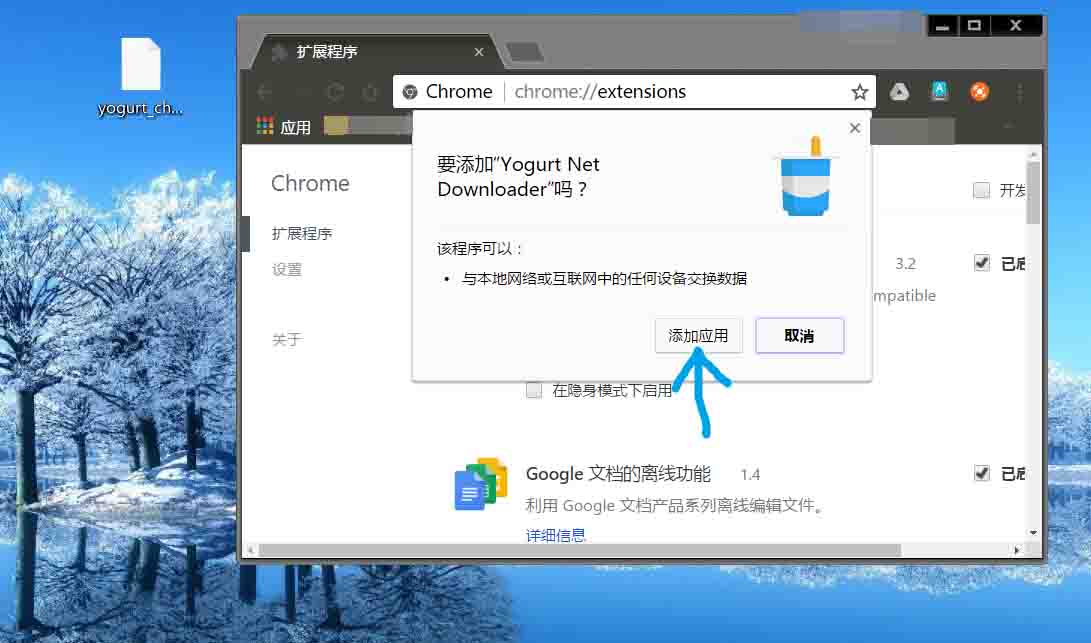 yogurt_ch...
扩展程序
Chrome chrome://extensions
应用
Chrome
扩展程序
设置
关于
要添加“Yogurt Net
Downloader”吗？
该程序可以：
• 与本地网络或互联网中的任何设备交换数据
添加应用 取消
开发
3.2 已启
mpatible
在隐身模式下启用
Google 文档的离线功能 1.4 已启
利用 Google 文档产品系列离线编辑文件。
详细信息